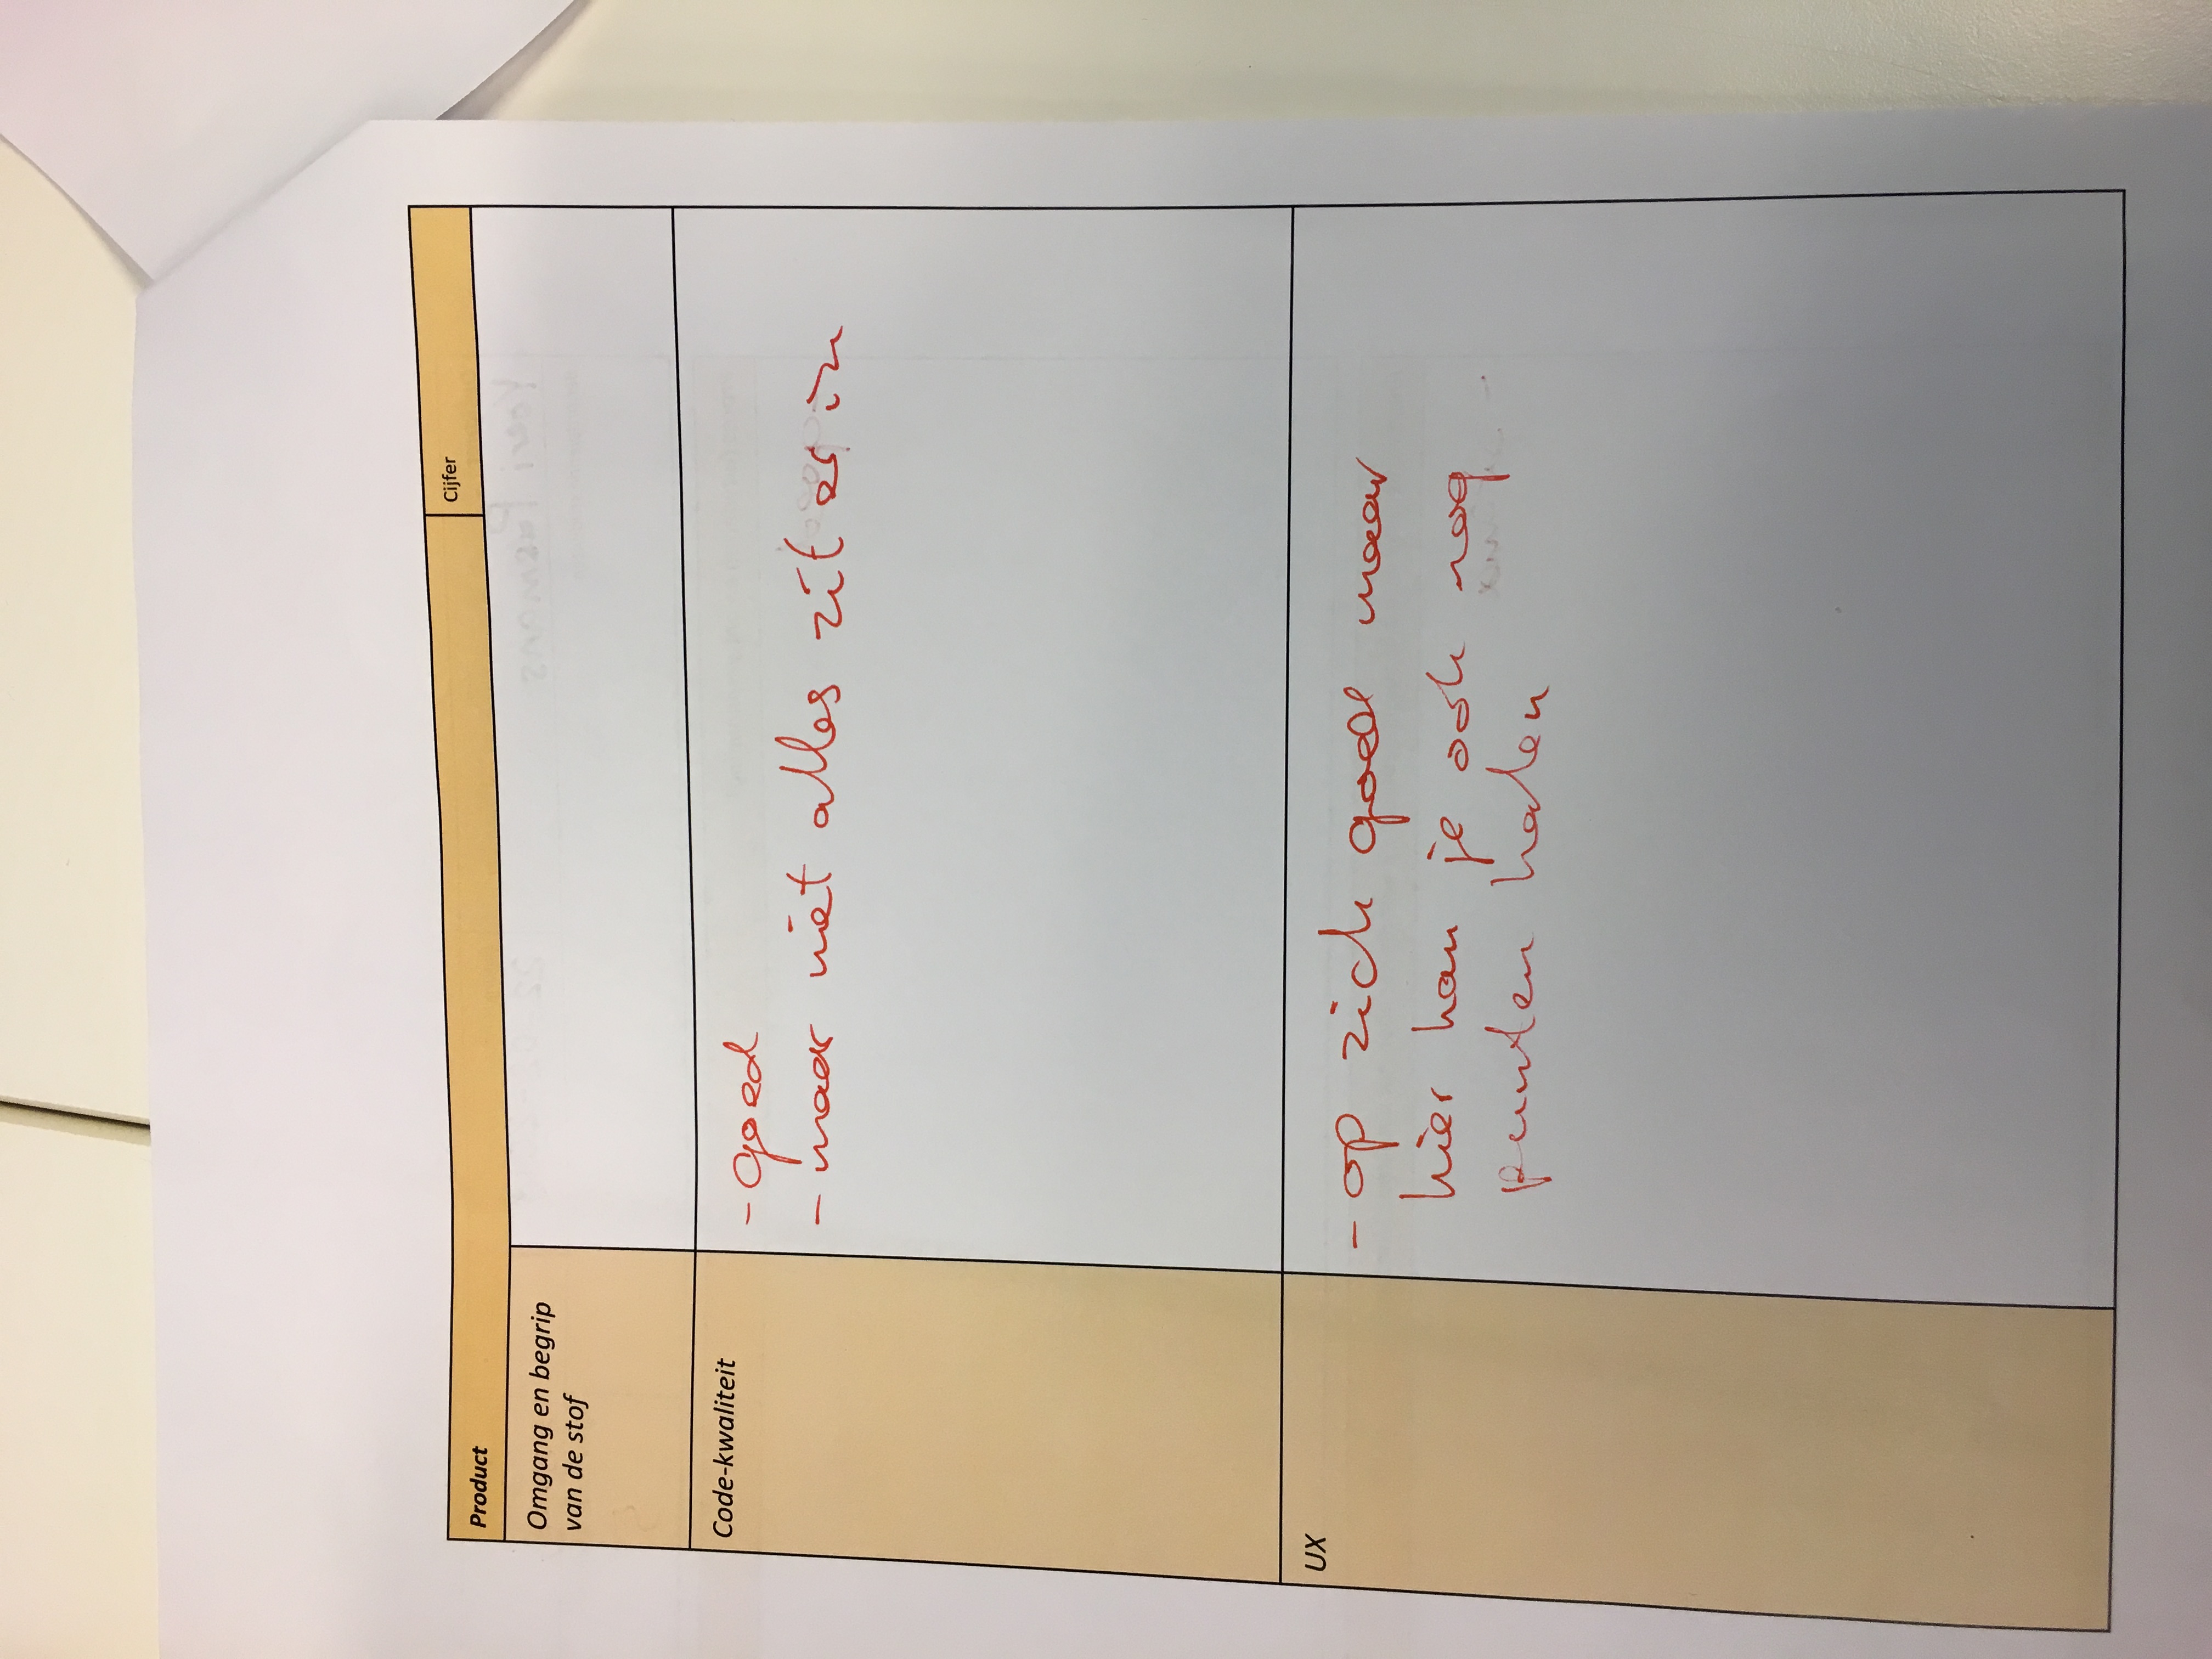 Product
Cijfer
Omgang en begrip
van de stof
Code-kwaliteit
- goed
- maar niet alles zit er in
UX
- op zich goed maar
hier kan je ook nog
punten halen